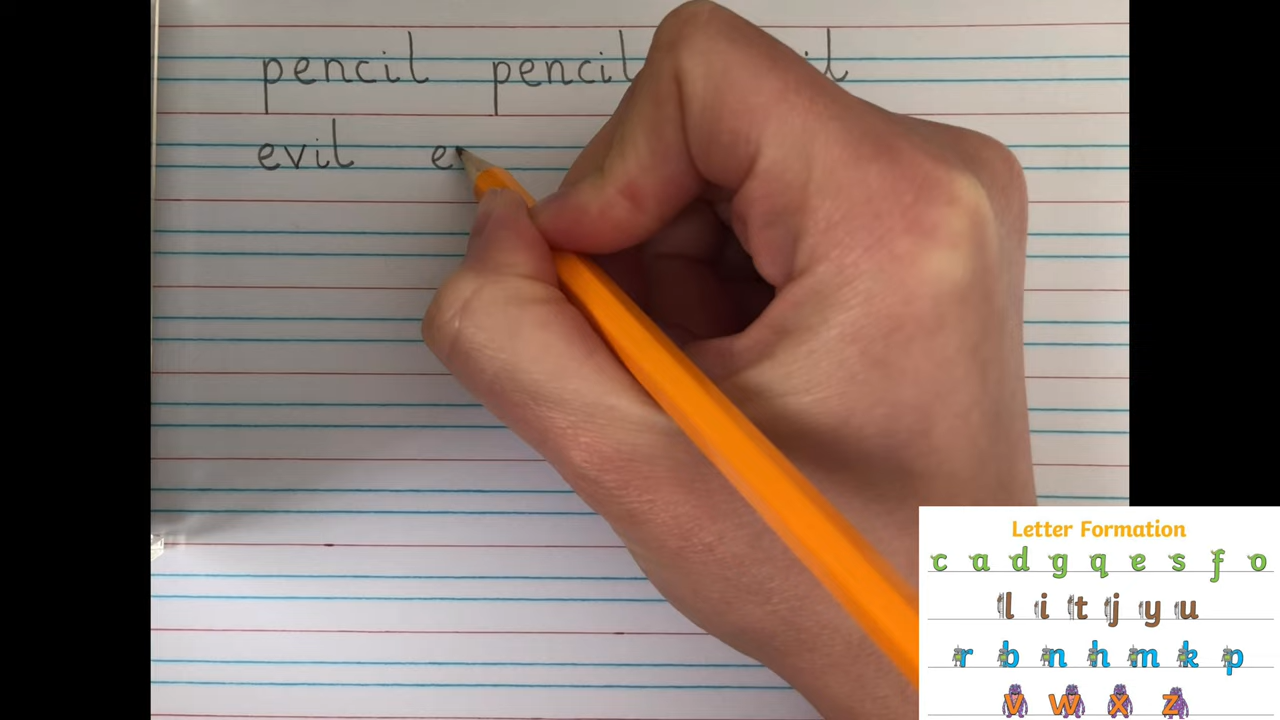 pencil pencil
evil e
Letter Formation
c a d g q e s f o
l i t j y u
r b n h m k p
v w x z